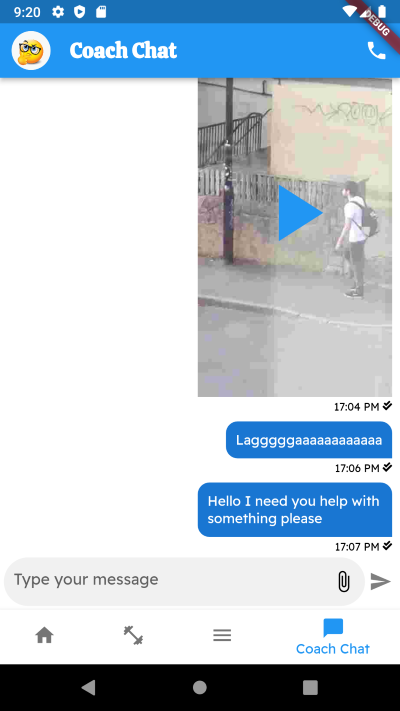 9:20
DEBUG
Coach Chat
17:04 PM
Lagggggaaaaaaaaaaaa
17:06 PM
Hello I need you help with
something please
17:07 PM
Type your message
Coach Chat